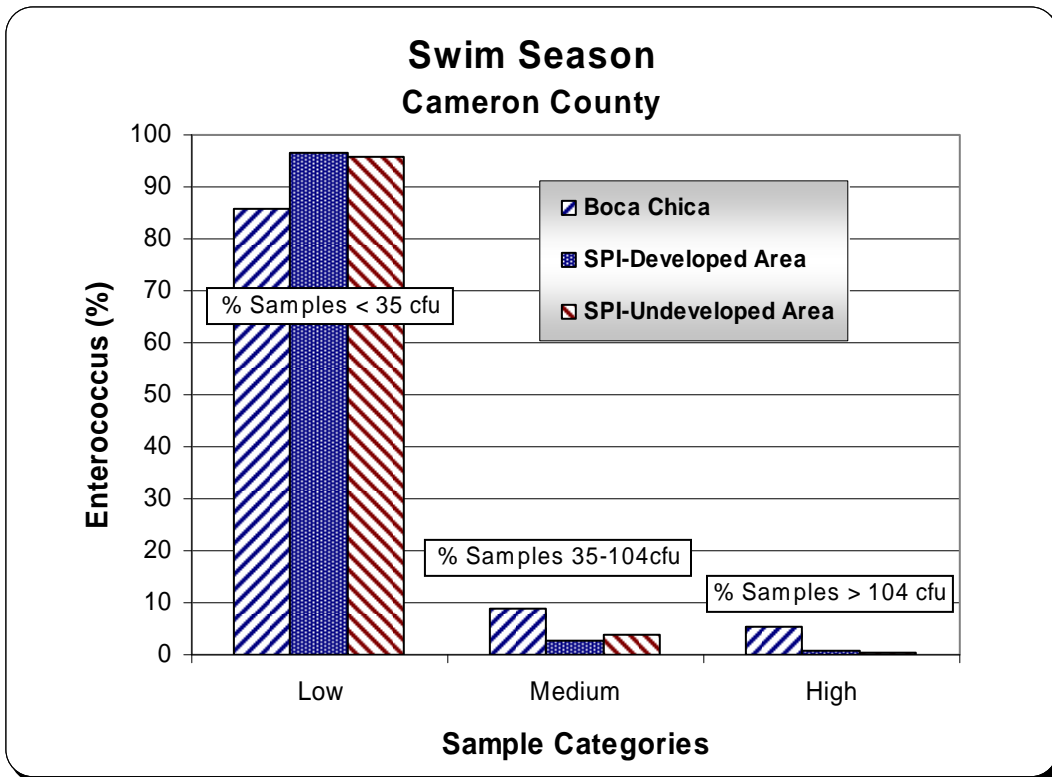 Swim Season
Cameron County
Enterococcus (%)
100
90
80
70
60
50
40
30
20
10
0
Boca Chica
SPI-Developed Area
SPI-Undeveloped Area
% Samples < 35 cfu
% Samples 35-104cfu
% Samples > 104 cfu
Low Medium High
Sample Categories